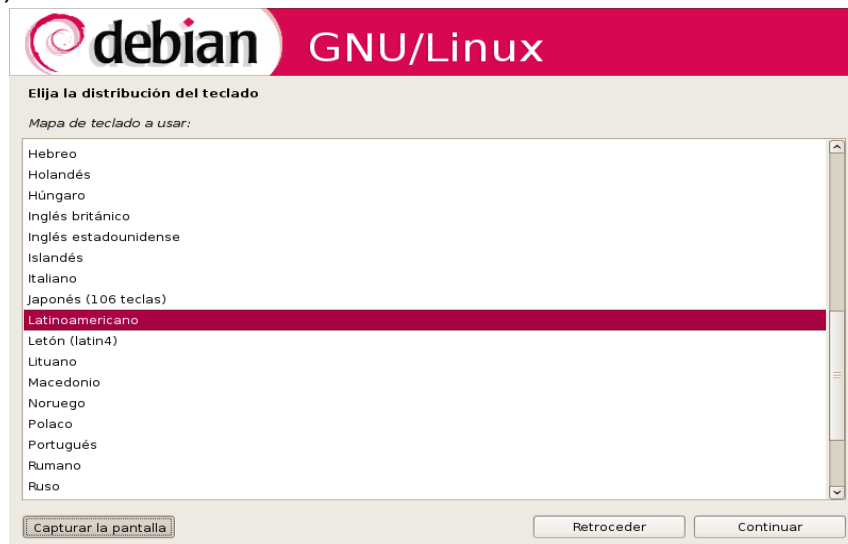 debian GNU/Linux
Elija la distribución del teclado
Mapa de teclado a usar:
Hebreo
Holandés
Húngaro
Inglés británico
Inglés estadounidense
Islandés
Italiano
Japonés (106 teclas)
Latinoamericano
Letón (latin4)
Lituano
Macedonio
Noruego
Polaco
Portugués
Rumano
Ruso
Capturar la pantalla Retroceder Continuar